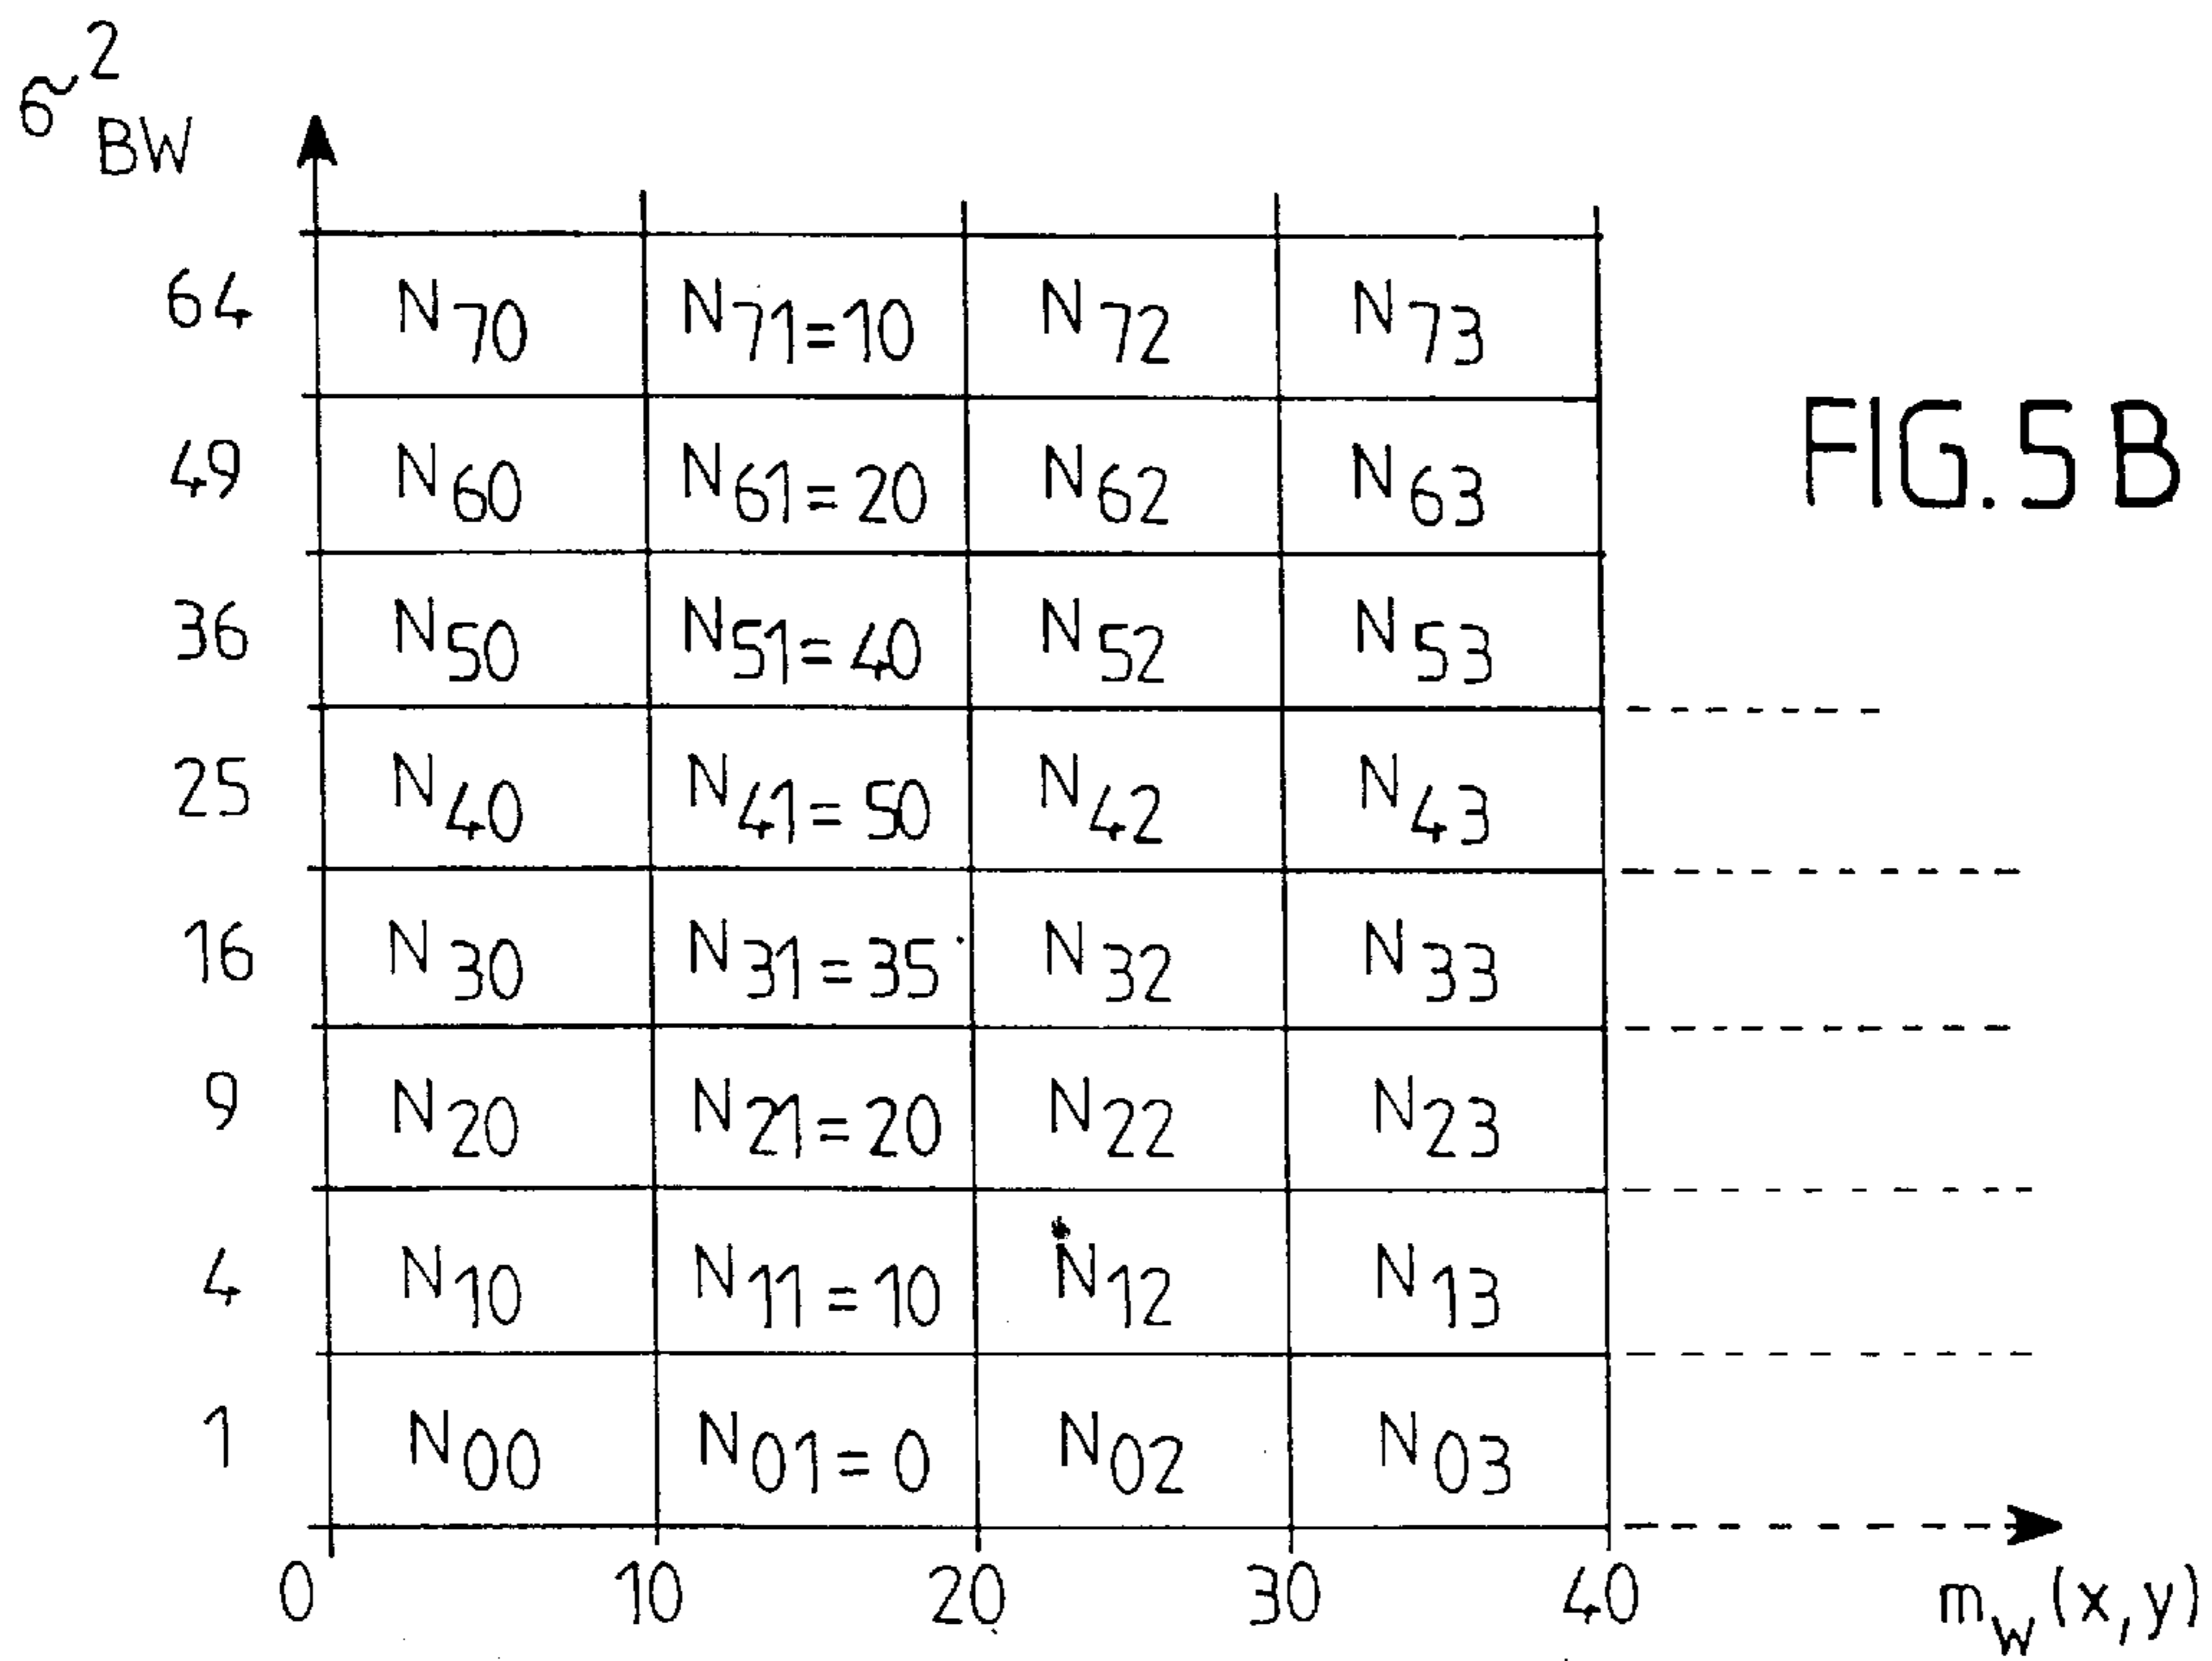 σ² BW
64 N70 N71=10 N72 N73
49 N60 N61=20 N62 N63
FIG.5B
36 N50 N51=40 N52 N53
25 N40 N41=50 N42 N43
16 N30 N31=35 N32 N33
9 N20 N21=20 N22 N23
4 N10 N11=10 N12 N13
1 N00 N01=0 N02 N03
0 10 20 30 40 mw(x,y)